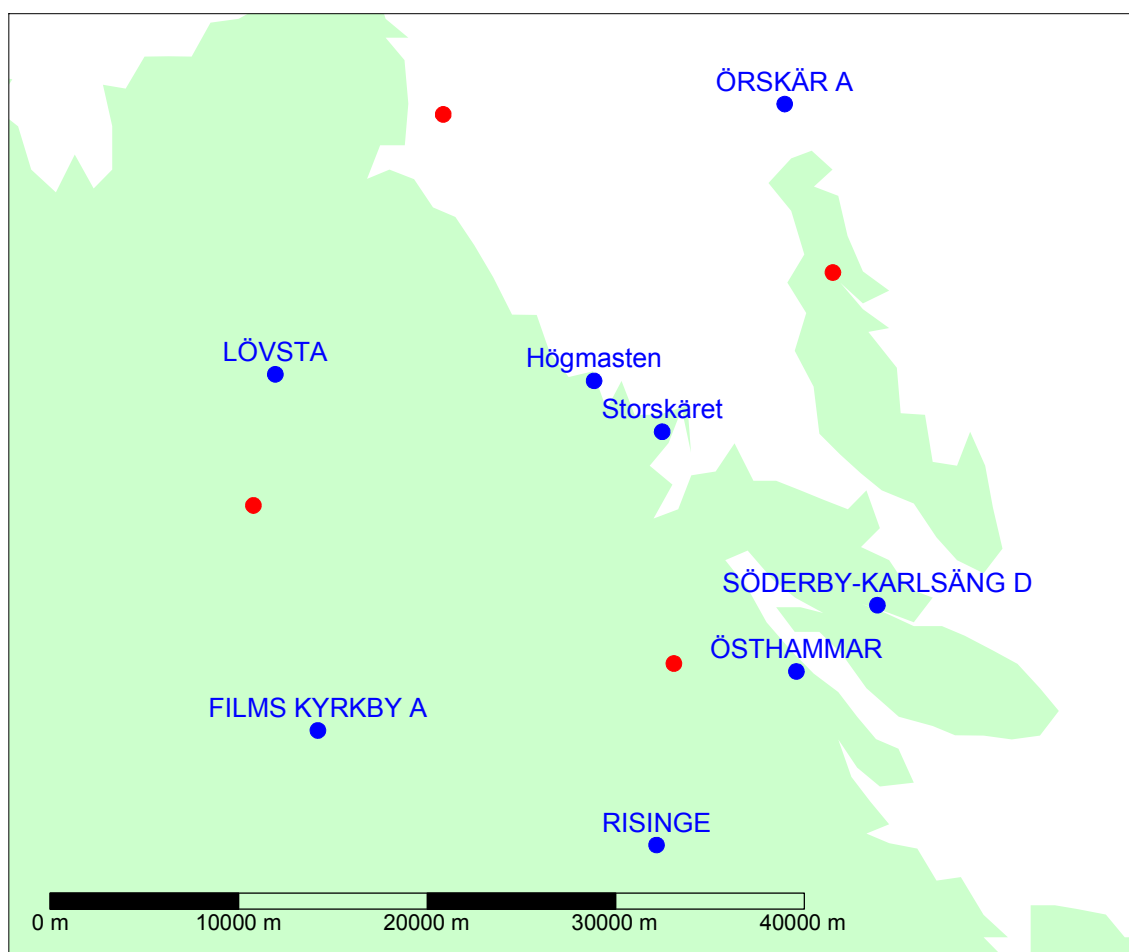 ÖRSKÄR A
LÖVSTA
Högmasten
Storskäret
SÖDERBY-KARLSÄNG D
ÖSTHAMMAR
FILMS KYRKBY A
RISINGE
0 m 10000 m 20000 m 30000 m 40000 m